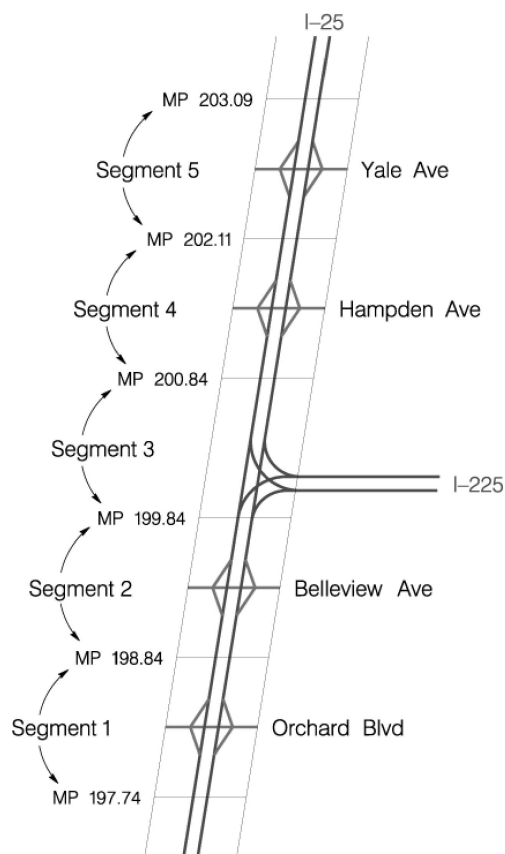 I–25
MP 203.09
Segment 5
Yale Ave
MP 202.11
Segment 4
Hampden Ave
MP 200.84
Segment 3
I–225
MP 199.84
Segment 2
Belleview Ave
MP 198.84
Segment 1
Orchard Blvd
MP 197.74